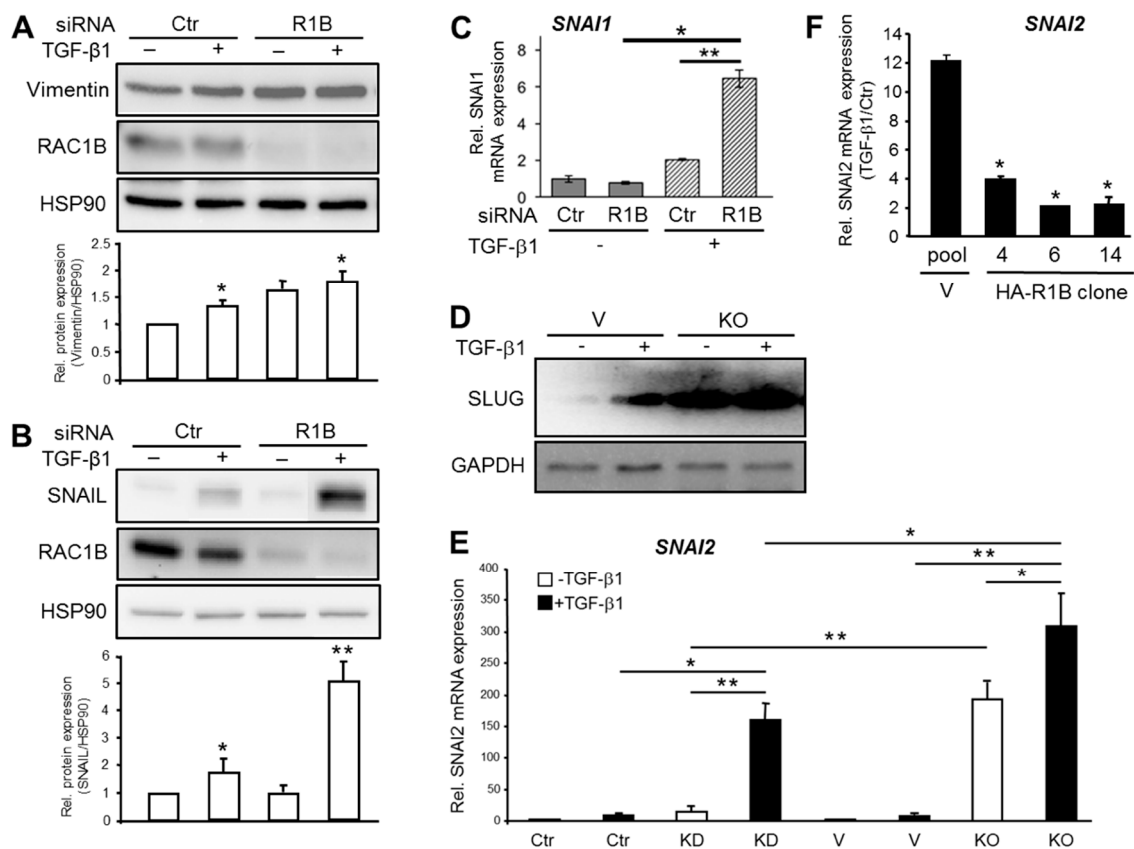 A
siRNA Ctr R1B
TGF-β1 – + – +
Vimentin
RAC1B
HSP90
Rel. protein expression
(Vimentin/HSP90)
2.5
2
1.5
1
0.5
0
* *
B
siRNA Ctr R1B
TGF-β1 – + – +
SNAIL
RAC1B
HSP90
Rel. protein expression
(SNAIL/HSP90)
6
5
4
3
2
1
0
* **
C SNAI1
Rel. SNAI1
mRNA expression
8
6
4
2
0
*
**
siRNA Ctr R1B Ctr R1B
TGF-β1 - +
D
V KO
TGF-β1 - + - +
SLUG
GAPDH
E SNAI2
Rel. SNAI2 mRNA expression
400
350
300
250
200
150
100
50
0
-TGF-β1
+TGF-β1
*
**
*
**
*
**
Ctr Ctr KD KD V V KO KO
F SNAI2
Rel. SNAI2 mRNA expression
(TGF-β1/Ctr)
14
12
10
8
6
4
2
0
* * *
pool 4 6 14
V HA-R1B clone